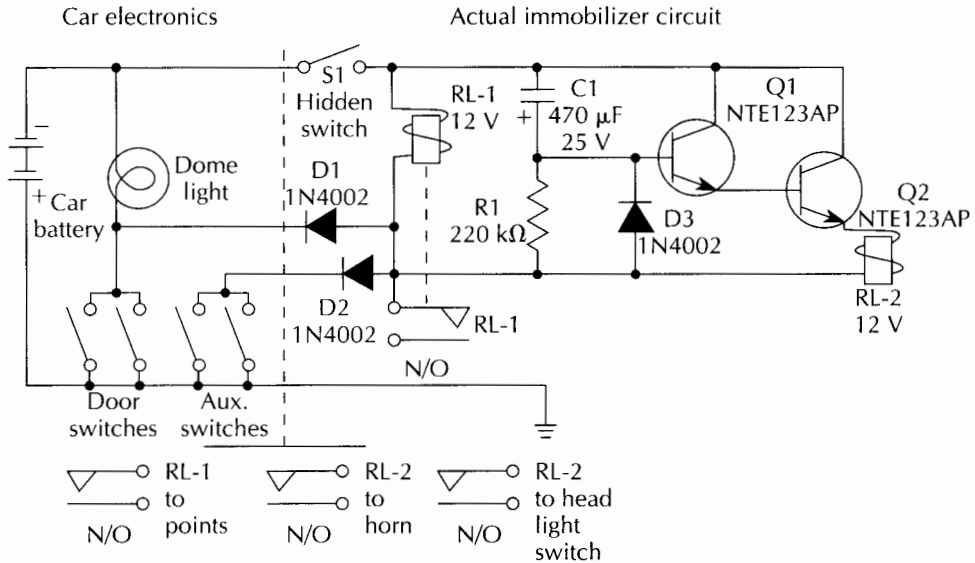 Car electronics
Actual immobilizer circuit
S1
Hidden
switch
RL-1
12 V
C1
470 μF
25 V
+
Q1
NTE123AP
−
+
Car
battery
Dome
light
D1
1N4002
R1
220 kΩ
D3
1N4002
Q2
NTE123AP
D2
1N4002
RL-1
N/O
RL-2
12 V
Door
switches
Aux.
switches
RL-1
to
points
N/O
RL-2
to
horn
N/O
RL-2
to head
light
switch
N/O